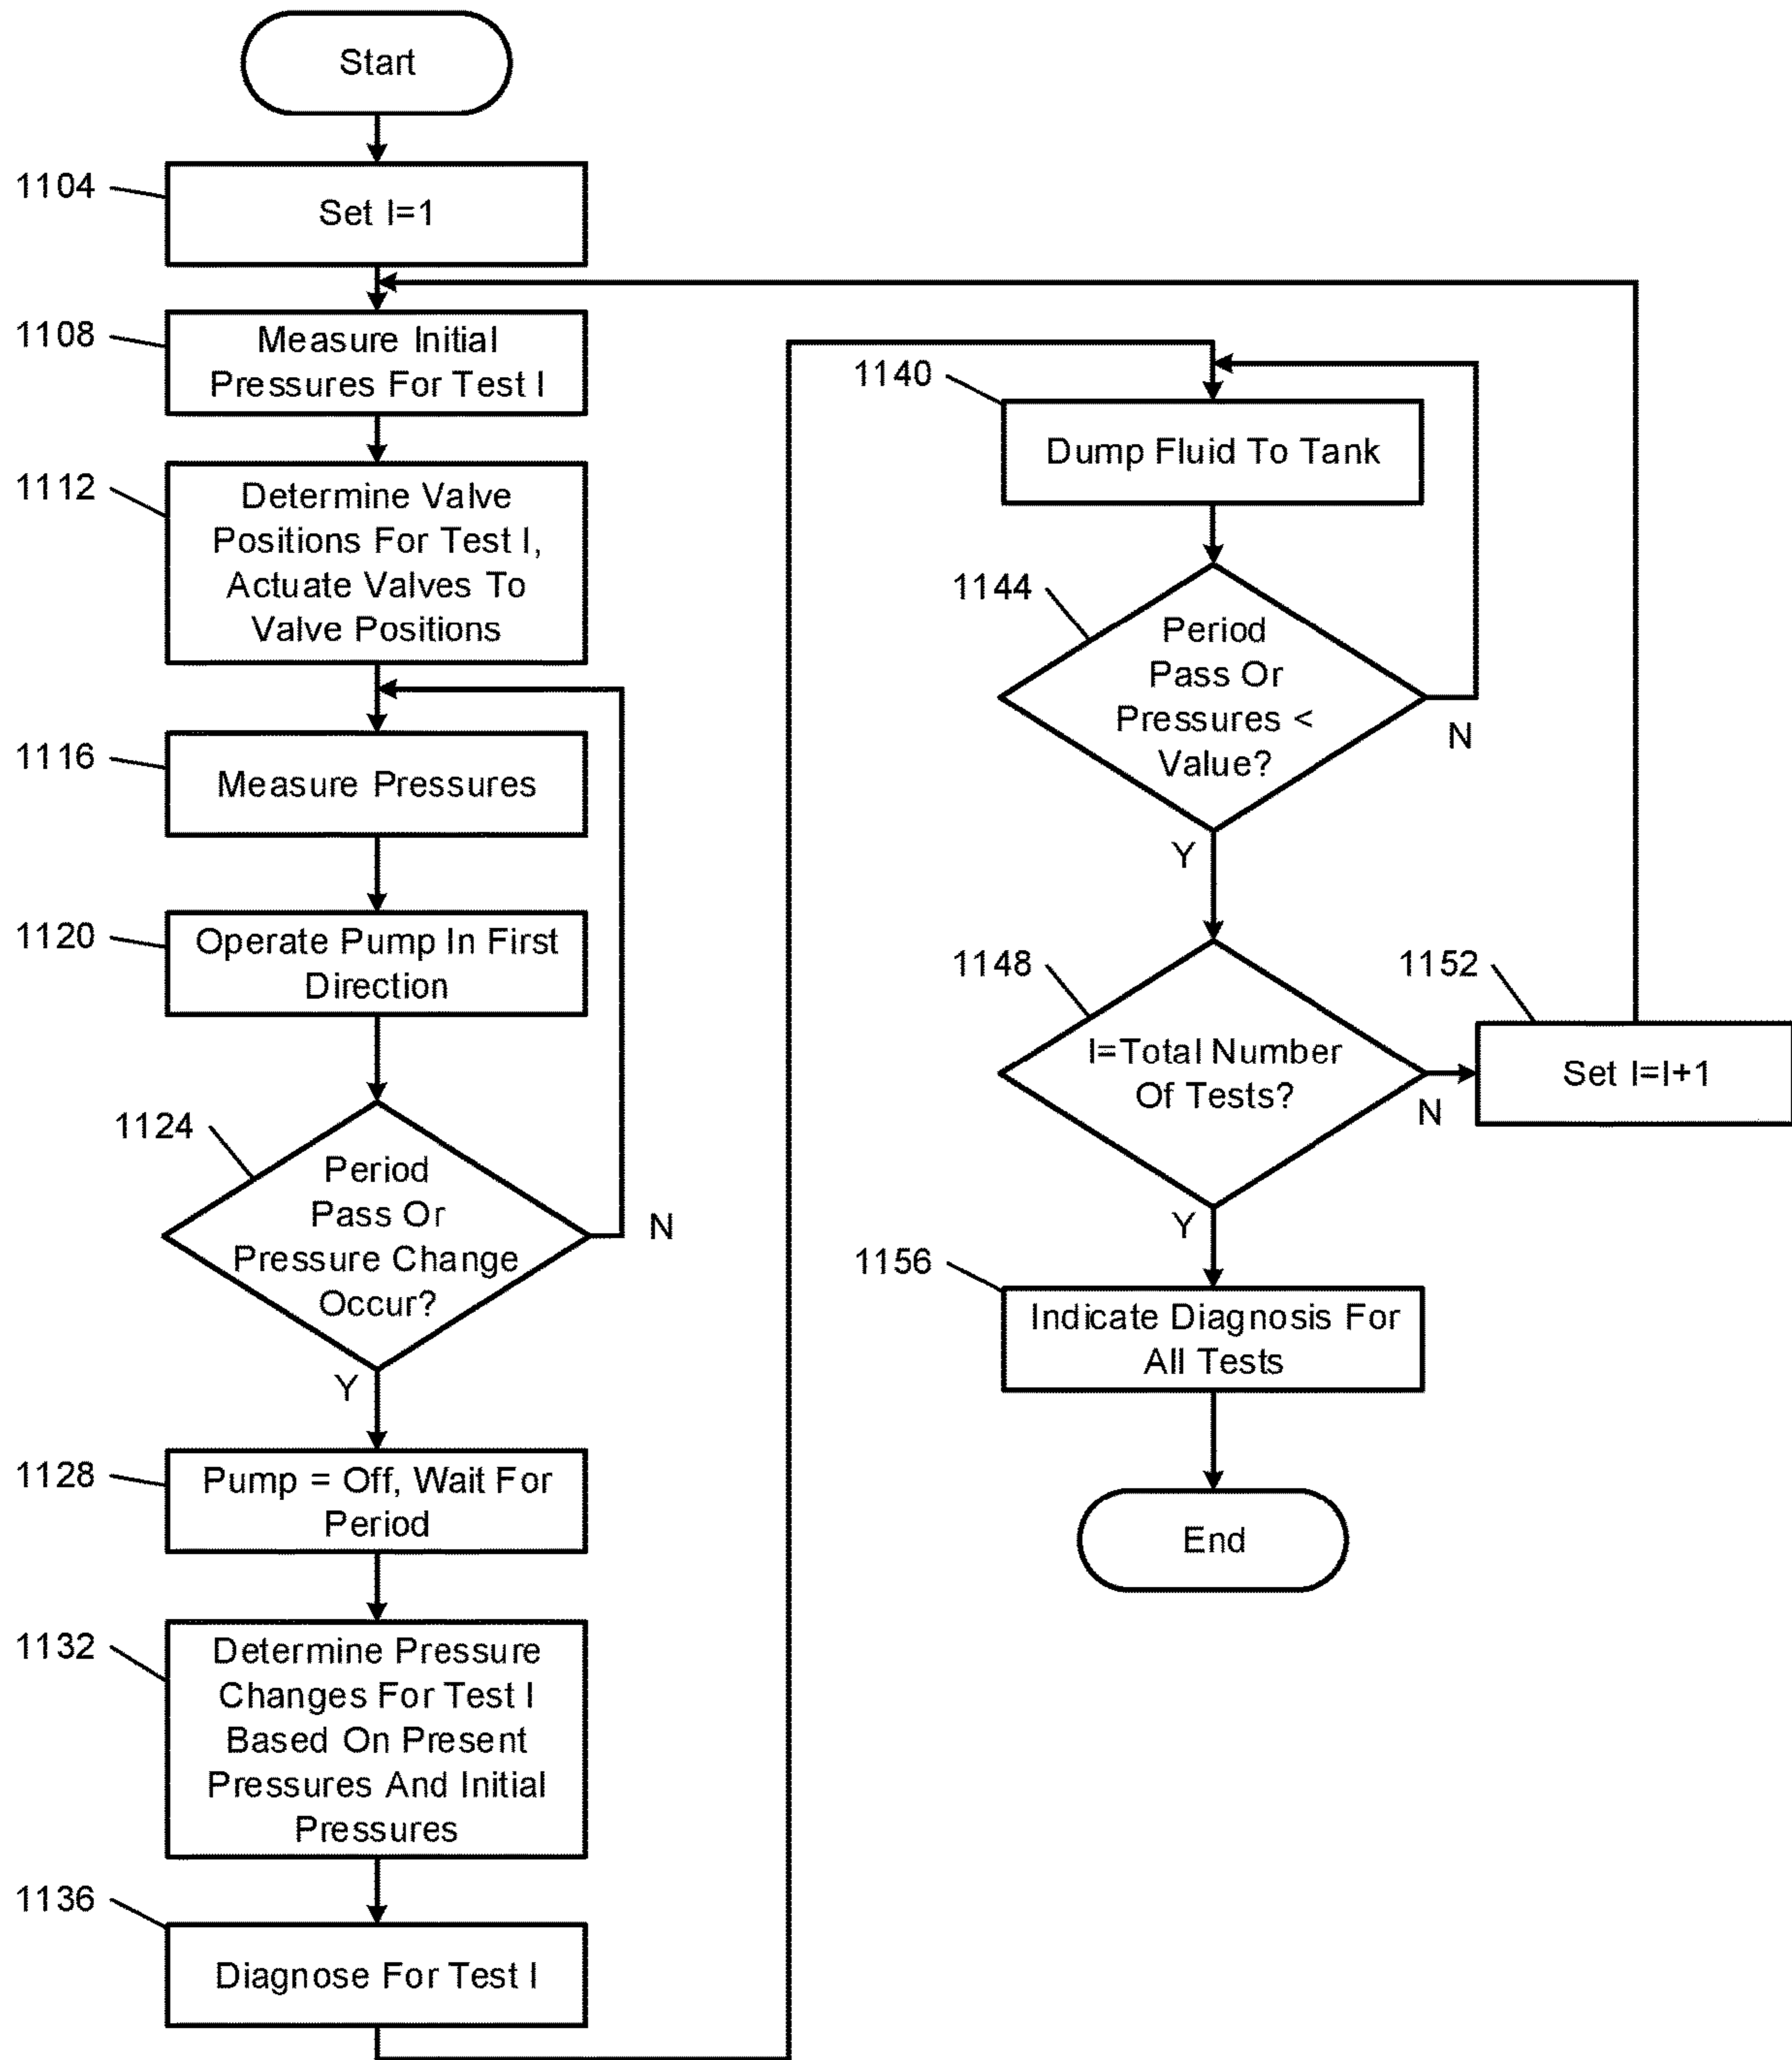 Start
1104
Set I=1
1108
Measure Initial
Pressures For Test I
1112
Determine Valve
Positions For Test I,
Actuate Valves To
Valve Positions
1116
Measure Pressures
1120
Operate Pump In First
Direction
1124
Period
Pass Or
Pressure Change
Occur?
N
Y
1128
Pump = Off, Wait For
Period
1132
Determine Pressure
Changes For Test I
Based On Present
Pressures And Initial
Pressures
1136
Diagnose For Test I
1140
Dump Fluid To Tank
1144
Period
Pass Or
Pressures <
Value?
N
Y
1148
I=Total Number
Of Tests?
N
1152
Set I=I+1
Y
1156
Indicate Diagnosis For
All Tests
End